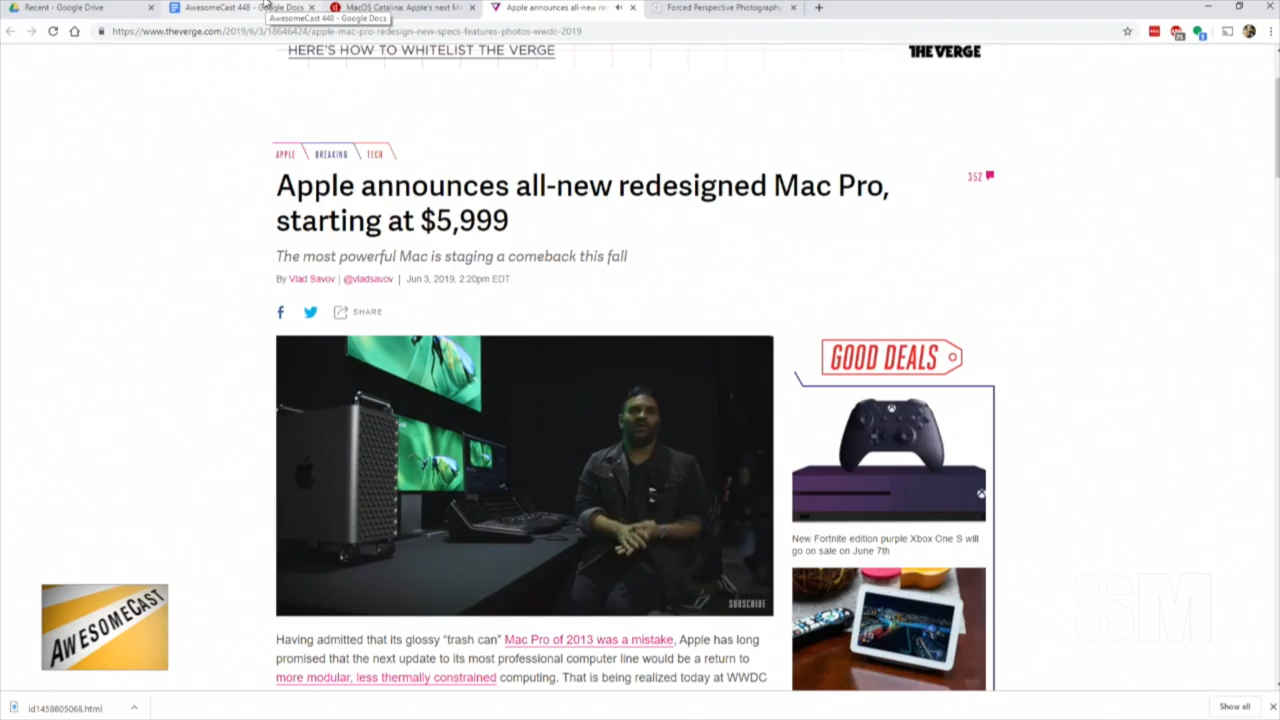 Recent - Google Drive
AwesomeCast 448 - Google Docs
MacOS Catalina: Apple's next Ma
Apple announces all-new re
Forced Perspective Photography
AwesomeCast 448 - Google Docs
https://www.theverge.com/2019/6/3/18646424/apple-mac-pro-redesign-new-specs-features-photos-wwdc-2019
HERE'S HOW TO WHITELIST THE VERGE
THE VERGE
APPLE BREAKING TECH
Apple announces all-new redesigned Mac Pro,
starting at $5,999
352
The most powerful Mac is staging a comeback this fall
By Vlad Savov | @vladsavov | Jun 3, 2019, 2:20pm EDT
SHARE
GOOD DEALS
SUBSCRIBE
New Fortnite edition purple Xbox One S will
go on sale on June 7th
AWESOMECAST
SM
Having admitted that its glossy “trash can” Mac Pro of 2013 was a mistake, Apple has long
promised that the next update to its most professional computer line would be a return to
more modular, less thermally constrained computing. That is being realized today at WWDC
id1458805068.html
Show all